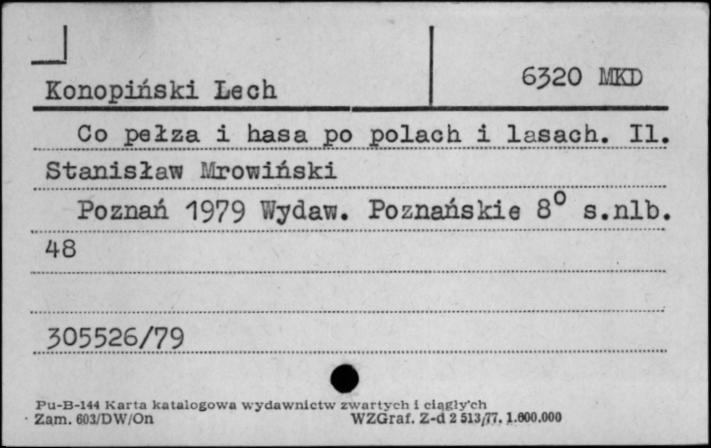 Konopiński Lech
6320 MKD
Co pełza i hasa po polach i lasach. Il.
Stanisław Mrowiński
Poznań 1979 Wydaw. Poznańskie 8° s.nlb.
48
305526/79
Pu-B-144 Karta katalogowa wydawnictw zwartych i ciągłych
Zam. 603/DW/On WZGraf. Z-d 2 513/77. 1.600.000